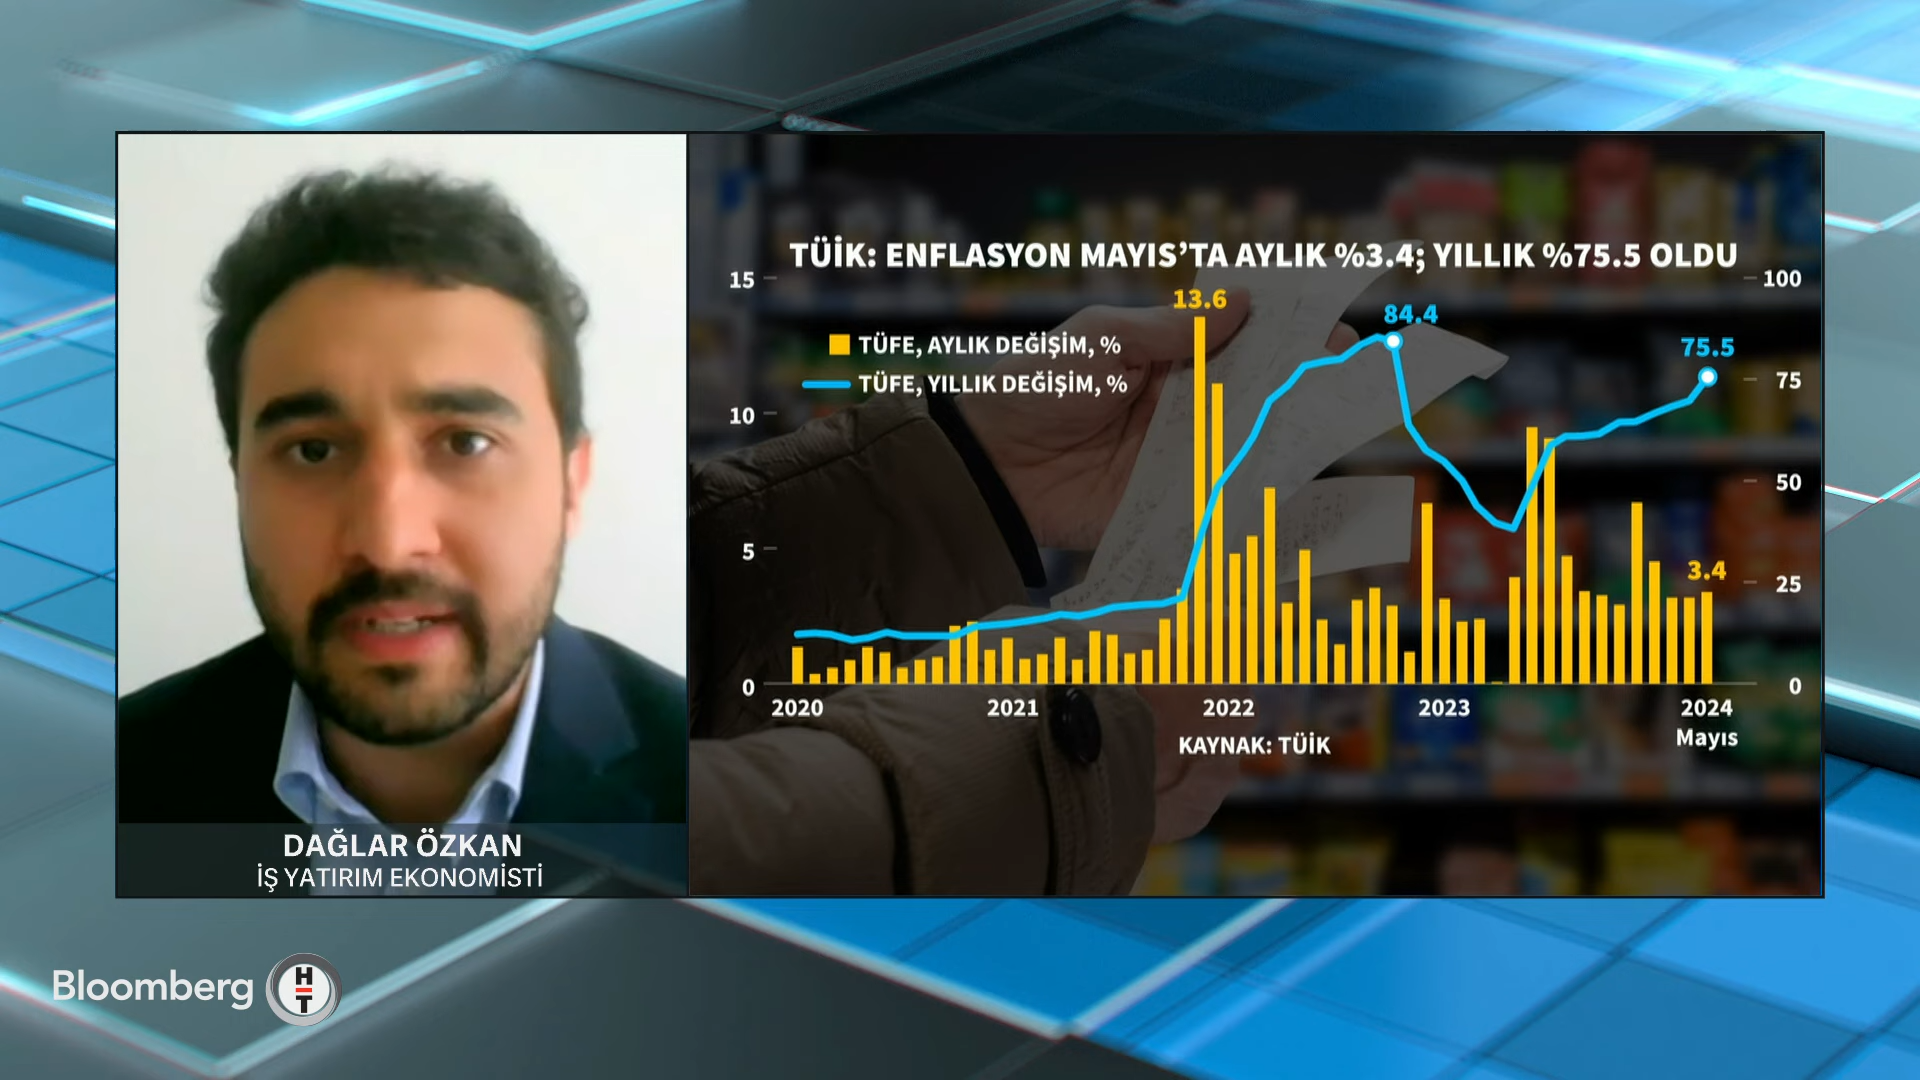 TÜİK: ENFLASYON MAYIS’TA AYLIK %3.4; YILLIK %75.5 OLDU
15
100
13.6
84.4
75.5
TÜFE, AYLIK DEĞİŞİM, %
TÜFE, YILLIK DEĞİŞİM, %
75
10
50
5
3.4
25
0
0
2020
2021
2022
2023
2024
Mayıs
KAYNAK: TÜİK
DAĞLAR ÖZKAN
İŞ YATIRIM EKONOMİSTİ
Bloomberg HT